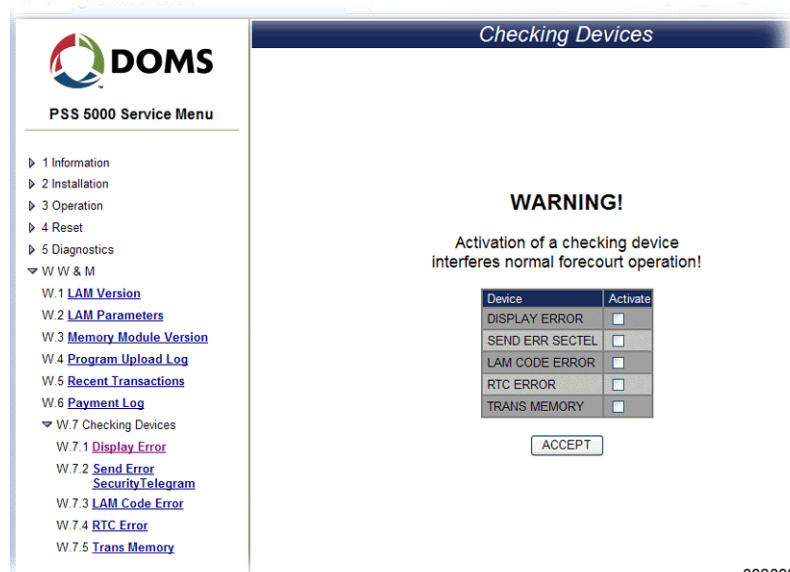 Checking Devices
DOMS
PSS 5000 Service Menu
1 Information
2 Installation
3 Operation
4 Reset
5 Diagnostics
W W & M
W.1 LAM Version
W.2 LAM Parameters
W.3 Memory Module Version
W.4 Program Upload Log
W.5 Recent Transactions
W.6 Payment Log
W.7 Checking Devices
W.7.1 Display Error
W.7.2 Send Error
SecurityTelegram
W.7.3 LAM Code Error
W.7.4 RTC Error
W.7.5 Trans Memory
WARNING!
Activation of a checking device
interferes normal forecourt operation!
Device Activate
DISPLAY ERROR
SEND ERR SECTEL
LAM CODE ERROR
RTC ERROR
TRANS MEMORY
ACCEPT